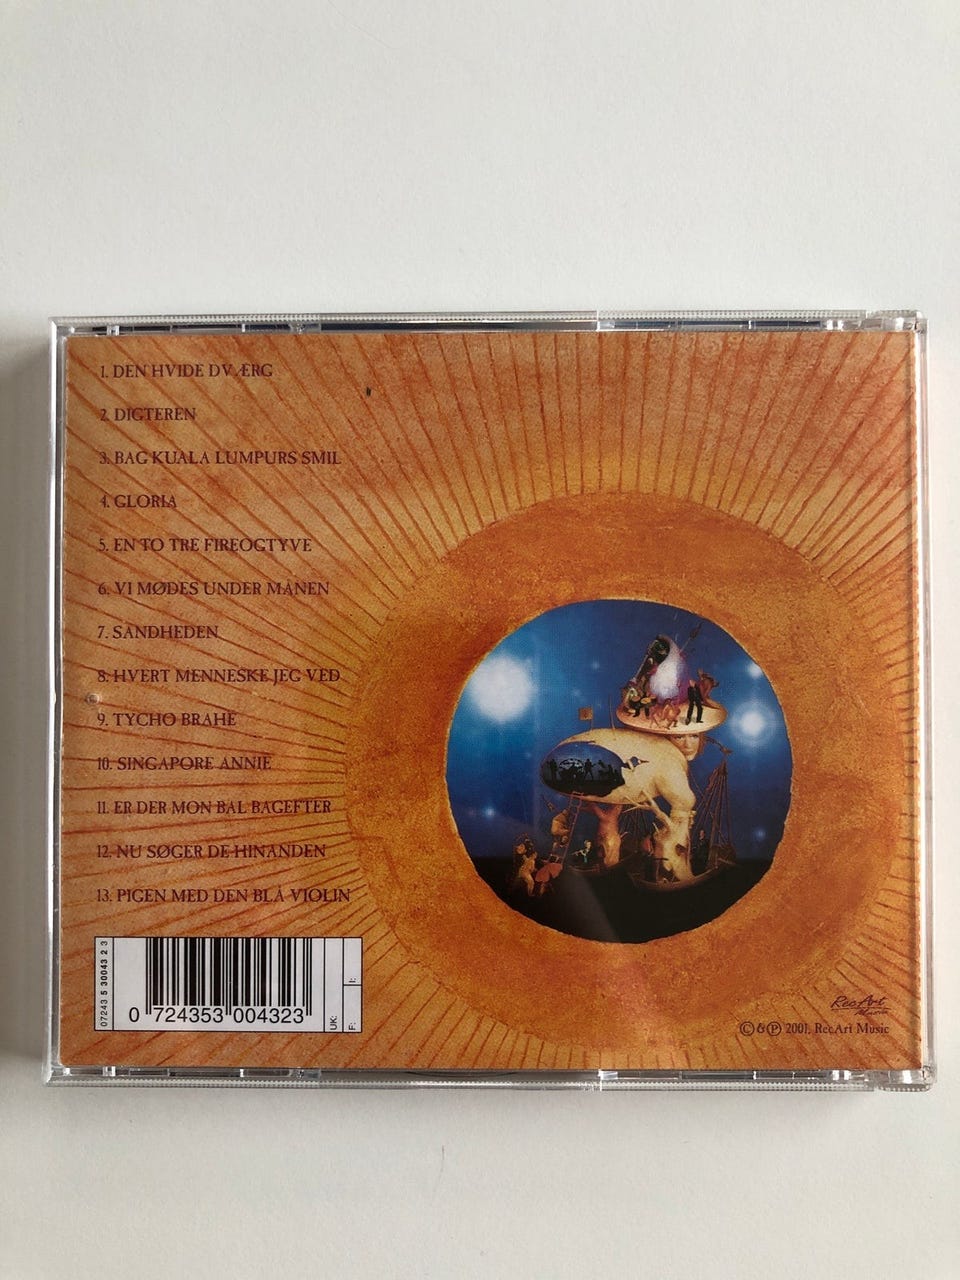 1. DEN HVIDE DVÆRG
2. DIGTEREN
3. BAG KUALA LUMPURS SMIL
4. GLORIA
5. EN TO TRE FIREOGTYVE
6. VI MØDES UNDER MÅNEN
7. SANDHEDEN
8. HVERT MENNESKE JEG VED
9. TYCHO BRAHE
10. SINGAPORE ANNIE
11. ER DER MON BAL BAGEFTER
12. NU SØGER DE HINANDEN
13. PIGEN MED DEN BLÅ VIOLIN
07243 5 30043 2 3
0 724353 004323
UK:
I:
F:
RecArt
Music
© & ℗ 2001, RecArt Music